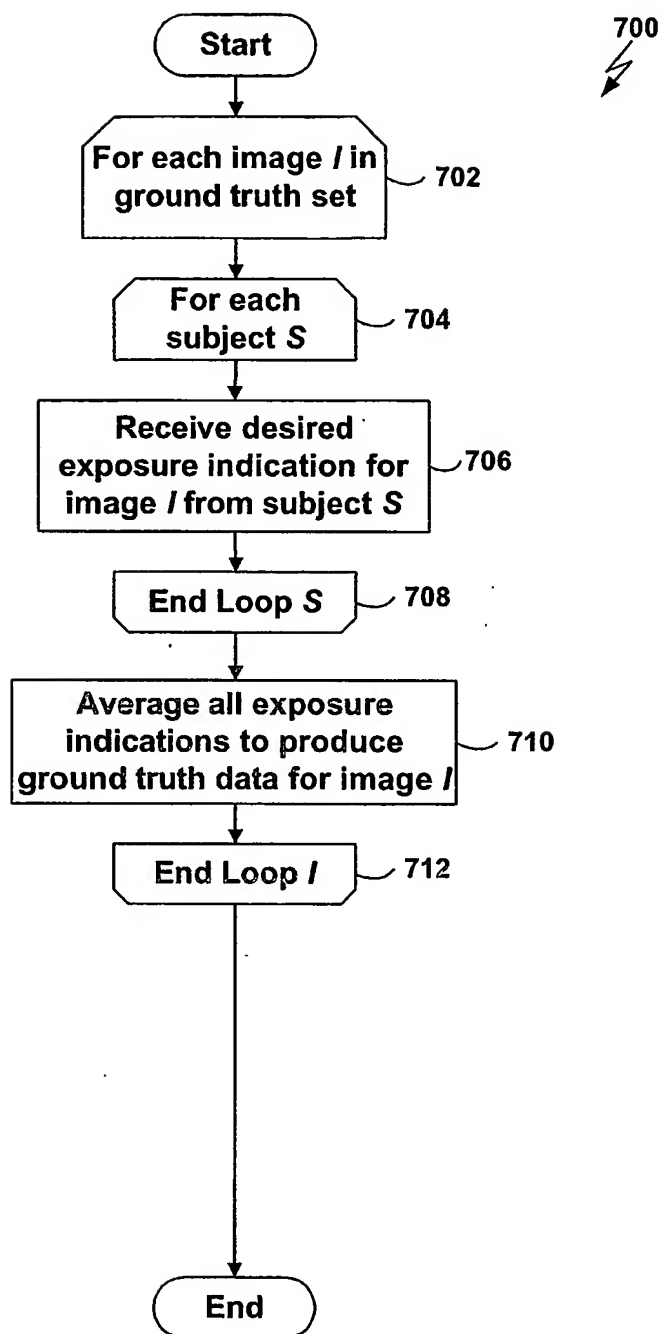 Start
700
For each image I in
ground truth set
702
For each
subject S
704
Receive desired
exposure indication for
image I from subject S
706
End Loop S
708
Average all exposure
indications to produce
ground truth data for image I
710
End Loop I
712
End